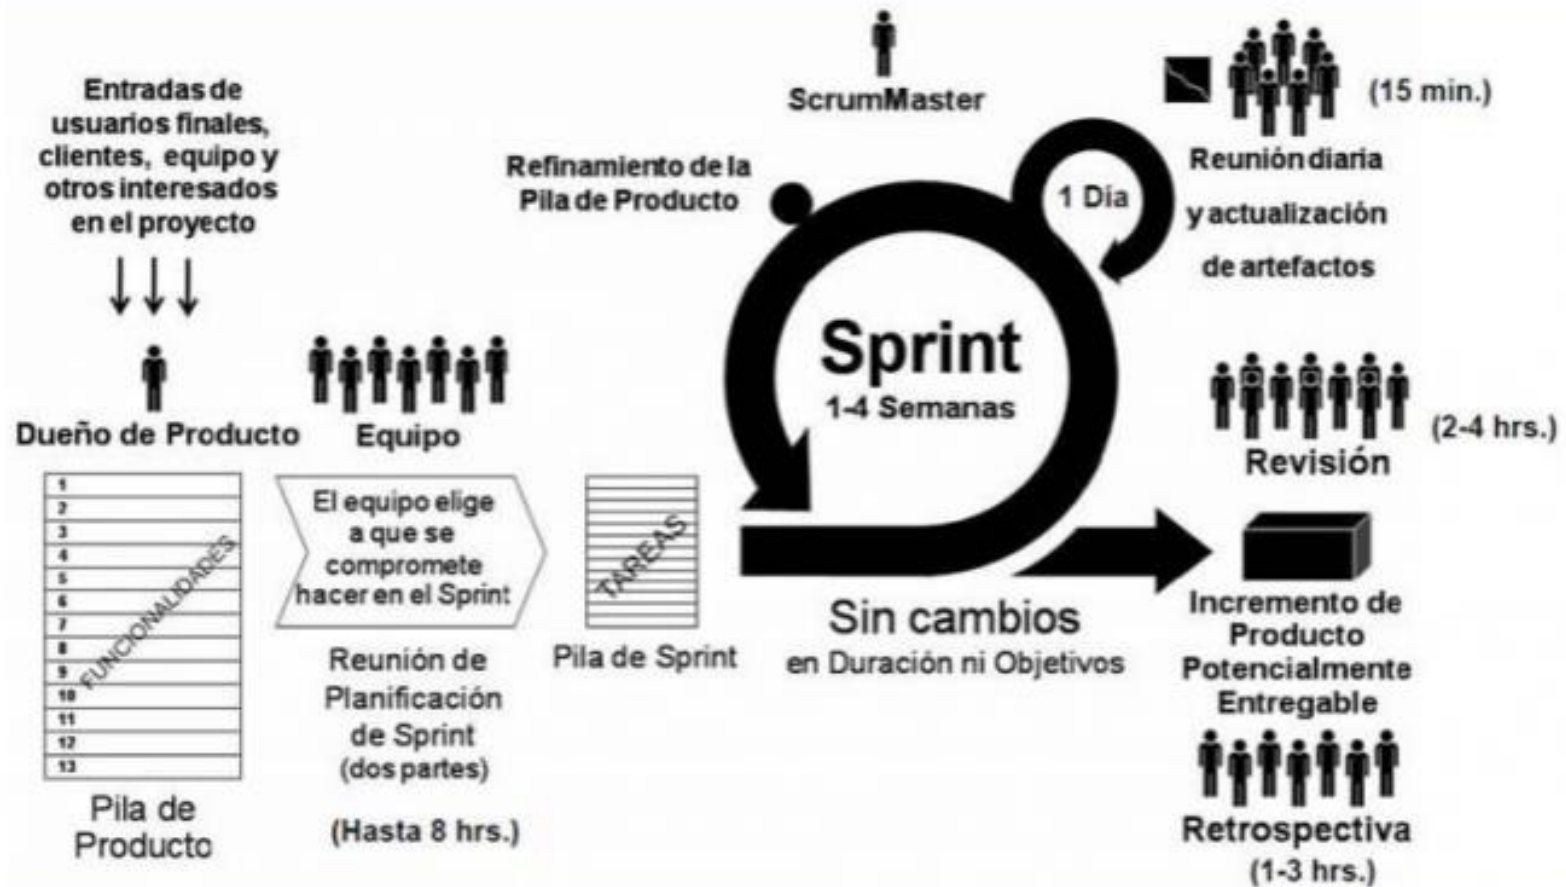 Entradas de
usuarios finales,
clientes, equipo y
otros interesados
en el proyecto
Dueño de Producto
1
2
3
4
5
6
7
8
9
10
11
12
13
FUNCIONALIDADES
Pila de
Producto
Equipo
El equipo elige
a que se
compromete
hacer en el Sprint
Reunión de
Planificación
de Sprint
(dos partes)
(Hasta 8 hrs.)
TAREAS
Pila de Sprint
ScrumMaster
Refinamiento de la
Pila de Producto
1 Día
Sprint
1-4 Semanas
Sin cambios
en Duración ni Objetivos
(15 min.)
Reunión diaria
y actualización
de artefactos
(2-4 hrs.)
Revisión
Incremento de
Producto
Potencialmente
Entregable
Retrospectiva
(1-3 hrs.)